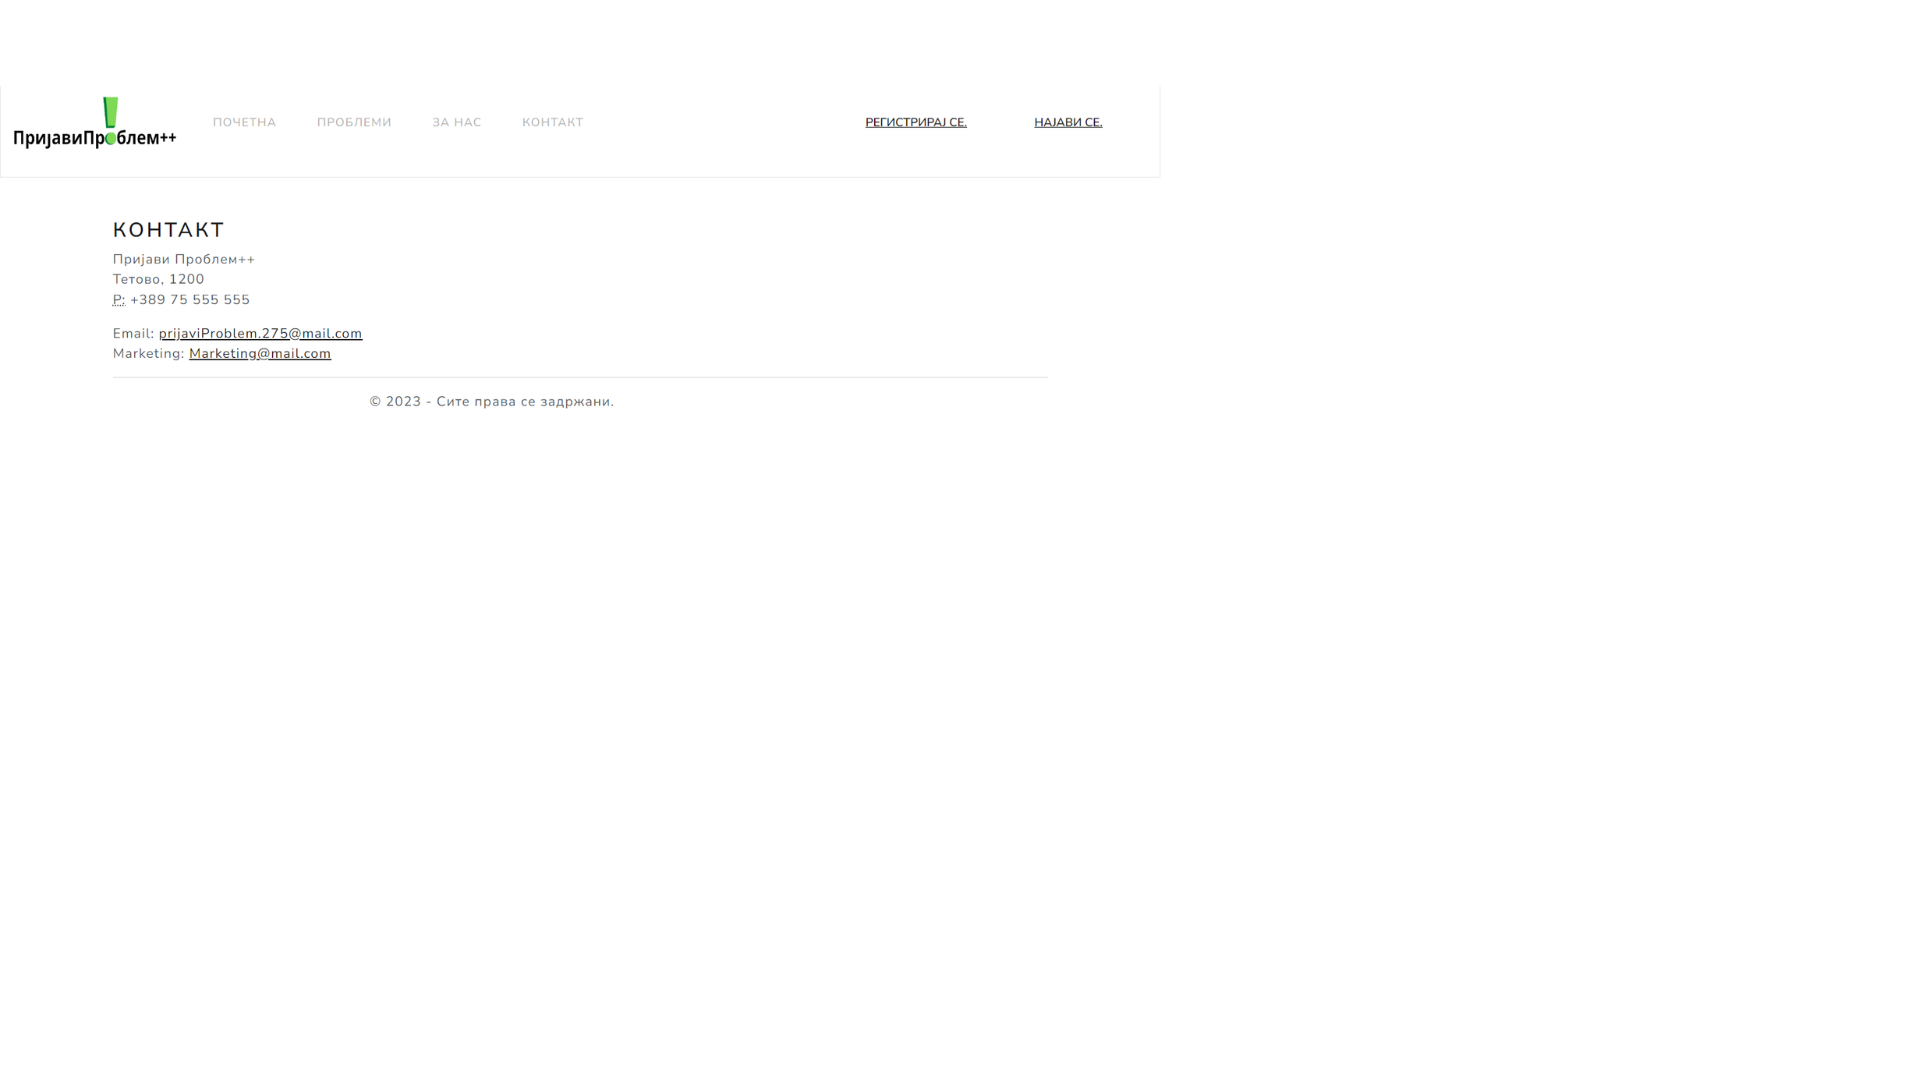 ПријавиПроблем++
ПОЧЕТНА ПРОБЛЕМИ ЗА НАС КОНТАКТ РЕГИСТРИРАЈ СЕ. НАЈАВИ СЕ.
КОНТАКТ
Пријави Проблем++
Тетово, 1200
P: +389 75 555 555
Email: prijaviProblem.275@mail.com
Marketing: Marketing@mail.com
© 2023 - Сите права се задржани.